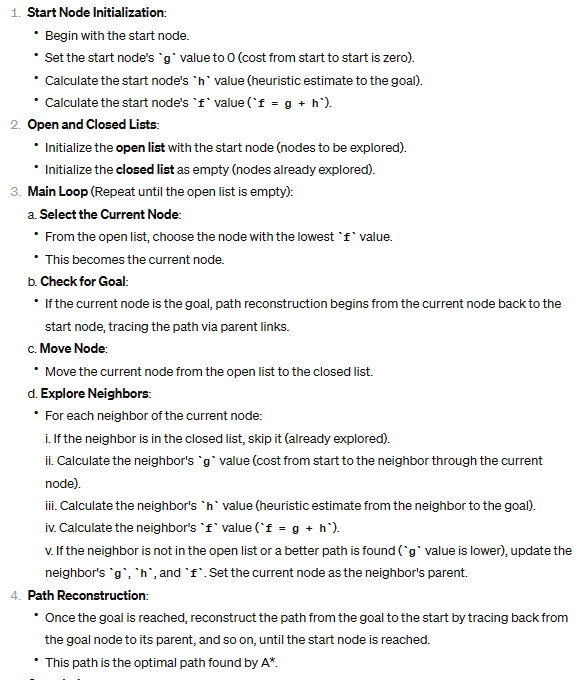 1. Start Node Initialization:
• Begin with the start node.
• Set the start node's `g` value to 0 (cost from start to start is zero).
• Calculate the start node's `h` value (heuristic estimate to the goal).
• Calculate the start node's `f` value (`f = g + h`).
2. Open and Closed Lists:
• Initialize the open list with the start node (nodes to be explored).
• Initialize the closed list as empty (nodes already explored).
3. Main Loop (Repeat until the open list is empty):
a. Select the Current Node:
• From the open list, choose the node with the lowest `f` value.
• This becomes the current node.
b. Check for Goal:
• If the current node is the goal, path reconstruction begins from the current node back to the
start node, tracing the path via parent links.
c. Move Node:
• Move the current node from the open list to the closed list.
d. Explore Neighbors:
• For each neighbor of the current node:
i. If the neighbor is in the closed list, skip it (already explored).
ii. Calculate the neighbor's `g` value (cost from start to the neighbor through the current
node).
iii. Calculate the neighbor's `h` value (heuristic estimate from the neighbor to the goal).
iv. Calculate the neighbor's `f` value (`f = g + h`).
v. If the neighbor is not in the open list or a better path is found (`g` value is lower), update the
neighbor's `g`, `h`, and `f`. Set the current node as the neighbor's parent.
4. Path Reconstruction:
• Once the goal is reached, reconstruct the path from the goal to the start by tracing back from
the goal node to its parent, and so on, until the start node is reached.
• This path is the optimal path found by A*.